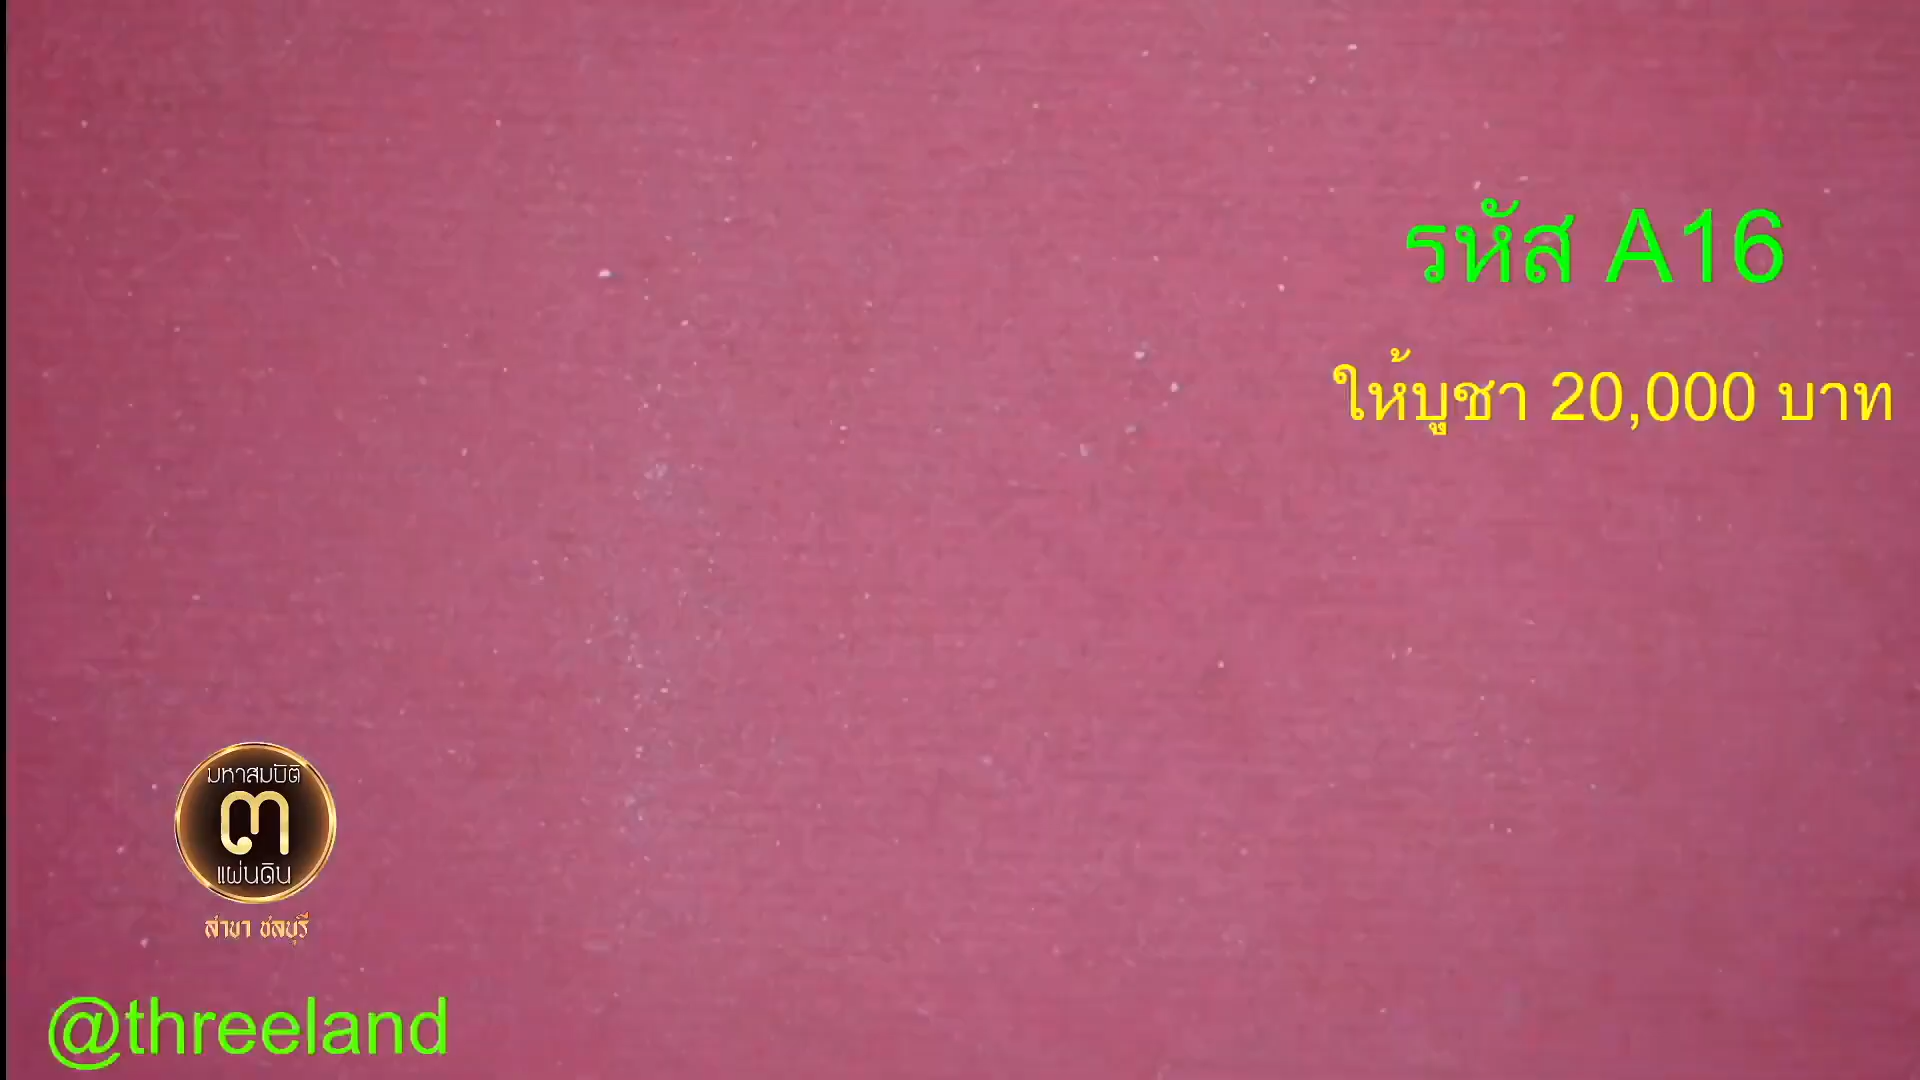 รหัส A16
ให้บูชา 20,000 บาท
มหาสมบัติ
๓
แผ่นดิน
สาขา ชลบุรี
@threeland